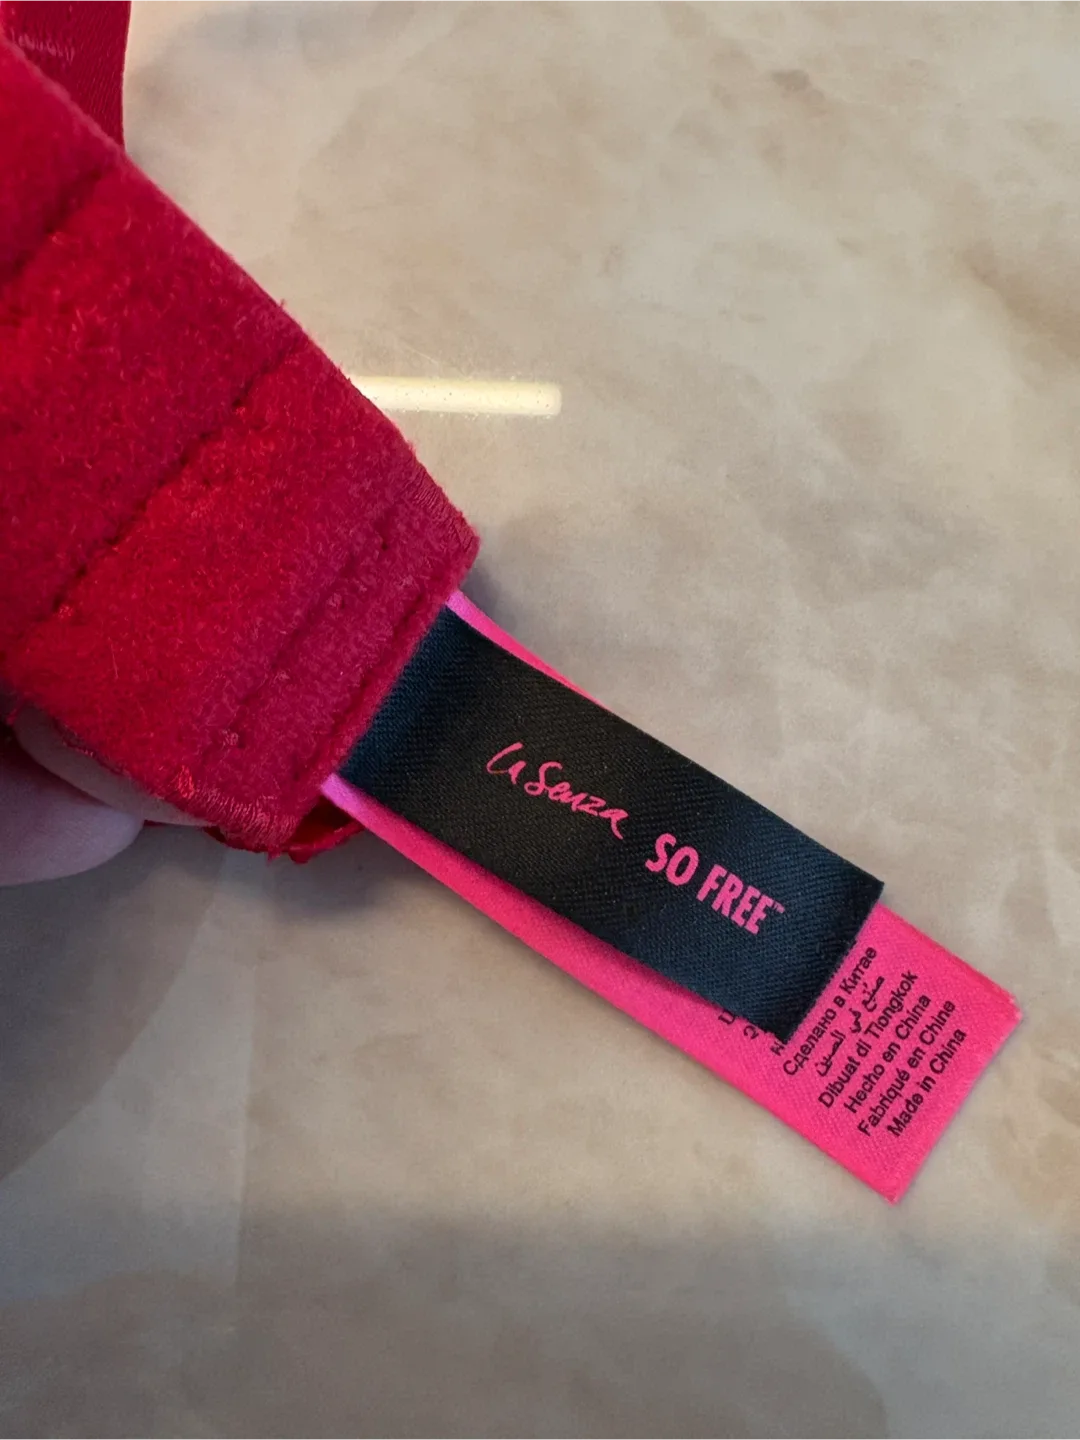 La Senza
SO FREE™
Сделано в Китае
صنع في الصين
Dibuat di Tiongkok
Hecho en China
Fabriqué en Chine
Made in China